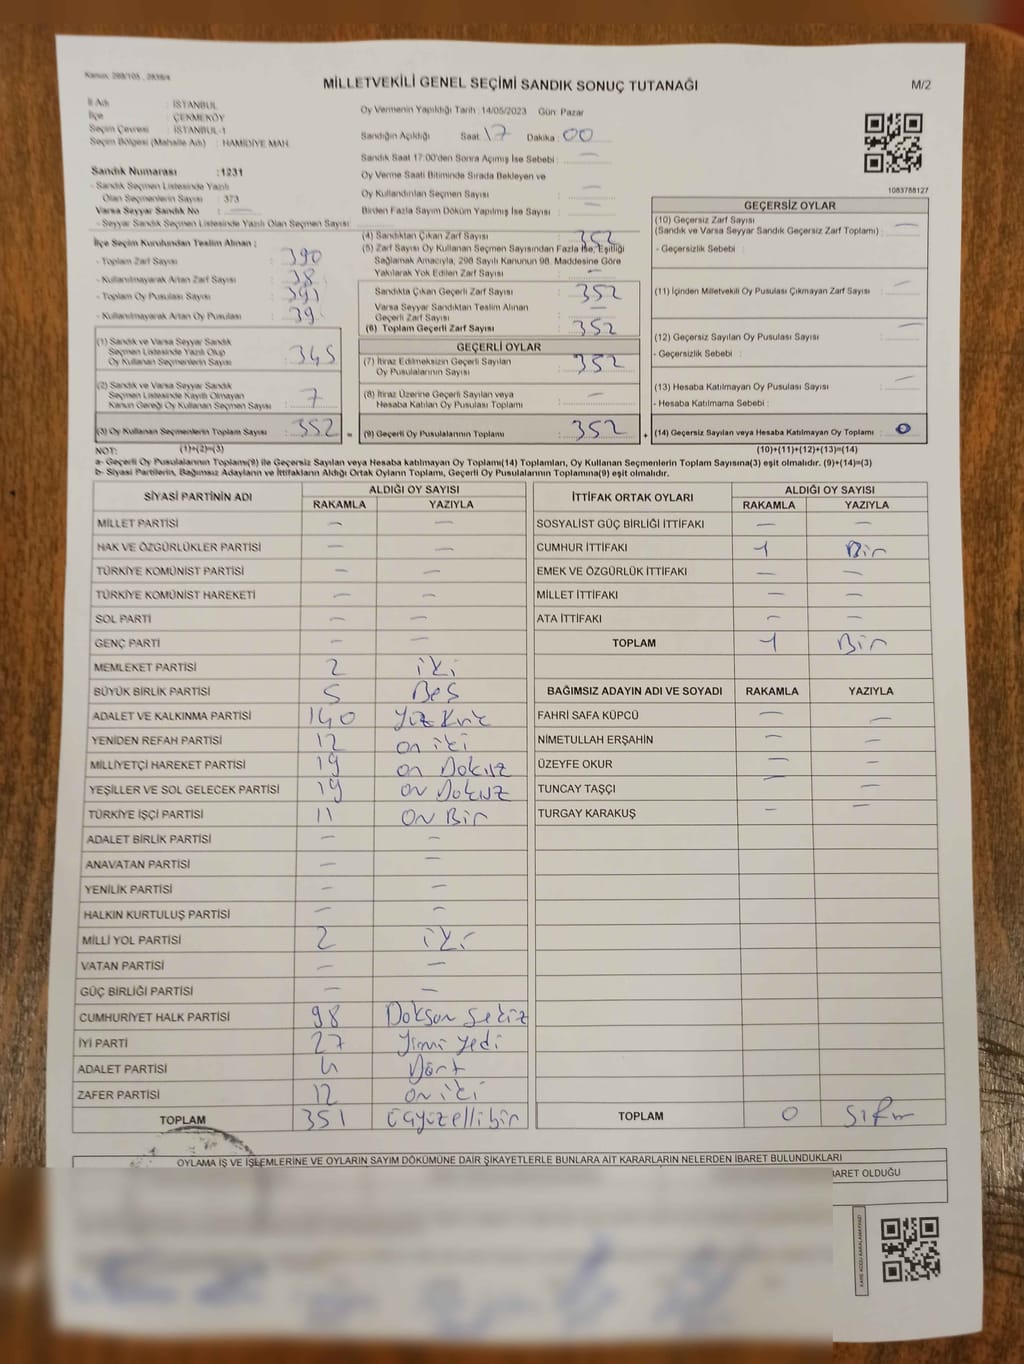 Kanun: 298/105 , 2839/4
MİLLETVEKİLİ GENEL SEÇİMİ SANDIK SONUÇ TUTANAĞI
M/2
İl Adı : İSTANBUL
İlçe : ÇEKMEKÖY
Seçim Çevresi : İSTANBUL-1
Seçim Bölgesi (Mahalle Adı) : HAMİDİYE MAH.
Oy Vermenin Yapıldığı Tarih : 14/05/2023 Gün: Pazar
Sandığın Açıldığı Saat : 17 Dakika : 00
Sandık Saat 17:00'den Sonra Açımış İse Sebebi : —
Oy Verme Saati Bitiminde Sırada Bekleyen ve
Oy Kullandırılan Seçmen Sayısı : —
Birden Fazla Sayım Döküm Yapılmış İse Sayısı : —
1083788127
Sandık Numarası :1231
- Sandık Seçmen Listesinde Yazılı
Olan Seçmenlerin Sayısı : 373
Varsa Seyyar Sandık No : —
- Seyyar Sandık Seçmen Listesinde Yazılı Olan Seçmen Sayısı:
İlçe Seçim Kurulundan Teslim Alınan ;
- Toplam Zarf Sayısı : 390
- Kullanılmayarak Artan Zarf Sayısı : 38
- Toplam Oy Pusulası Sayısı : 391
- Kullanılmayarak Artan Oy Pusulası : 39
(1) Sandık ve Varsa Seyyar Sandık
Seçmen Listesinde Yazılı Olup
Oy Kullanan Seçmenlerin Sayısı : 345
(2) Sandık ve Varsa Seyyar Sandık
Seçmen Listesinde Kayıtlı Olmayan
Kanun Gereği Oy Kullanan Seçmen Sayısı : 7
(3) Oy Kullanan Seçmenlerin Toplam Sayısı : 352
(4) Sandıktan Çıkan Zarf Sayısı : 352
(5) Zarf Sayısı Oy Kullanan Seçmen Sayısından Fazla İse, Eşitliği
Sağlamak Amacıyla, 298 Sayılı Kanunun 98. Maddesine Göre
Yakılarak Yok Edilen Zarf Sayısı : —
Sandıkta Çıkan Geçerli Zarf Sayısı : 352
Varsa Seyyar Sandıktan Teslim Alınan
Geçerli Zarf Sayısı : —
(6) Toplam Geçerli Zarf Sayısı : 352
GEÇERLİ OYLAR
(7) İtiraz Edilmeksizin Geçerli Sayılan
Oy Pusulalarının Sayısı : 352
(8) İtiraz Üzerine Geçerli Sayılan veya
Hesaba Katılan Oy Pusulası Toplamı : —
= (9) Geçerli Oy Pusulalarının Toplamı : 352 +
GEÇERSİZ OYLAR
(10) Geçersiz Zarf Sayısı
(Sandık ve Varsa Seyyar Sandık Geçersiz Zarf Toplamı) : —
- Geçersizlik Sebebi :
(11) İçinden Milletvekili Oy Pusulası Çıkmayan Zarf Sayısı : —
(12) Geçersiz Sayılan Oy Pusulası Sayısı : —
- Geçersizlik Sebebi :
(13) Hesaba Katılmayan Oy Pusulası Sayısı : —
- Hesaba Katılmama Sebebi :
(14) Geçersiz Sayılan veya Hesaba Katılmayan Oy Toplamı : 0
NOT: (1)+(2)=(3) (10)+(11)+(12)+(13)=(14)
a- Geçerli Oy Pusulalarının Toplamı(9) ile Geçersiz Sayılan veya Hesaba katılmayan Oy Toplamı(14) Toplamları, Oy Kullanan Seçmenlerin Toplam Sayısına(3) eşit olmalıdır. (9)+(14)=(3)
b- Siyasi Partilerin, Bağımsız Adayların ve İttifakların Aldığı Ortak Oyların Toplamı, Geçerli Oy Pusulalarının Toplamına(9) eşit olmalıdır.
SİYASİ PARTİNİN ADI ALDIĞI OY SAYISI
RAKAMLA YAZIYLA
MİLLET PARTİSİ — —
HAK VE ÖZGÜRLÜKLER PARTİSİ — —
TÜRKİYE KOMÜNİST PARTİSİ — —
TÜRKİYE KOMÜNİST HAREKETİ — —
SOL PARTİ — —
GENÇ PARTİ — —
MEMLEKET PARTİSİ 2 iki
BÜYÜK BİRLİK PARTİSİ 5 Beş
ADALET VE KALKINMA PARTİSİ 140 Yüz Kırk
YENİDEN REFAH PARTİSİ 12 on iki
MİLLİYETÇİ HAREKET PARTİSİ 19 on Dokuz
YEŞİLLER VE SOL GELECEK PARTİSİ 19 on Dokuz
TÜRKİYE İŞÇİ PARTİSİ 11 On Bir
ADALET BİRLİK PARTİSİ — —
ANAVATAN PARTİSİ — —
YENİLİK PARTİSİ — —
HALKIN KURTULUŞ PARTİSİ — —
MİLLİ YOL PARTİSİ 2 iki
VATAN PARTİSİ — —
GÜÇ BİRLİĞİ PARTİSİ — —
CUMHURİYET HALK PARTİSİ 98 Doksan Sekiz
İYİ PARTİ 27 Yirmi Yedi
ADALET PARTİSİ 4 Dört
ZAFER PARTİSİ 12 on iki
TOPLAM 351 Üçyüzellibir
İTTİFAK ORTAK OYLARI ALDIĞI OY SAYISI
RAKAMLA YAZIYLA
SOSYALİST GÜÇ BİRLİĞİ İTTİFAKI — —
CUMHUR İTTİFAKI 1 Bir
EMEK VE ÖZGÜRLÜK İTTİFAKI — —
MİLLET İTTİFAKI — —
ATA İTTİFAKI — —
TOPLAM 1 Bir
BAĞIMSIZ ADAYIN ADI VE SOYADI RAKAMLA YAZIYLA
FAHRİ SAFA KÜPCÜ — —
NİMETULLAH ERŞAHİN — —
ÜZEYFE OKUR — —
TUNCAY TAŞÇI — —
TURGAY KARAKUŞ — —
TOPLAM 0 Sıfır
OYLAMA İŞ VE İŞLEMLERİNE VE OYLARIN SAYIM DÖKÜMÜNE DAİR ŞİKAYETLERLE BUNLARA AİT KARARLARIN NELERDEN İBARET BULUNDUKLARI
BARET OLDUĞU
KARE KODU KARALAMAYINIZ!